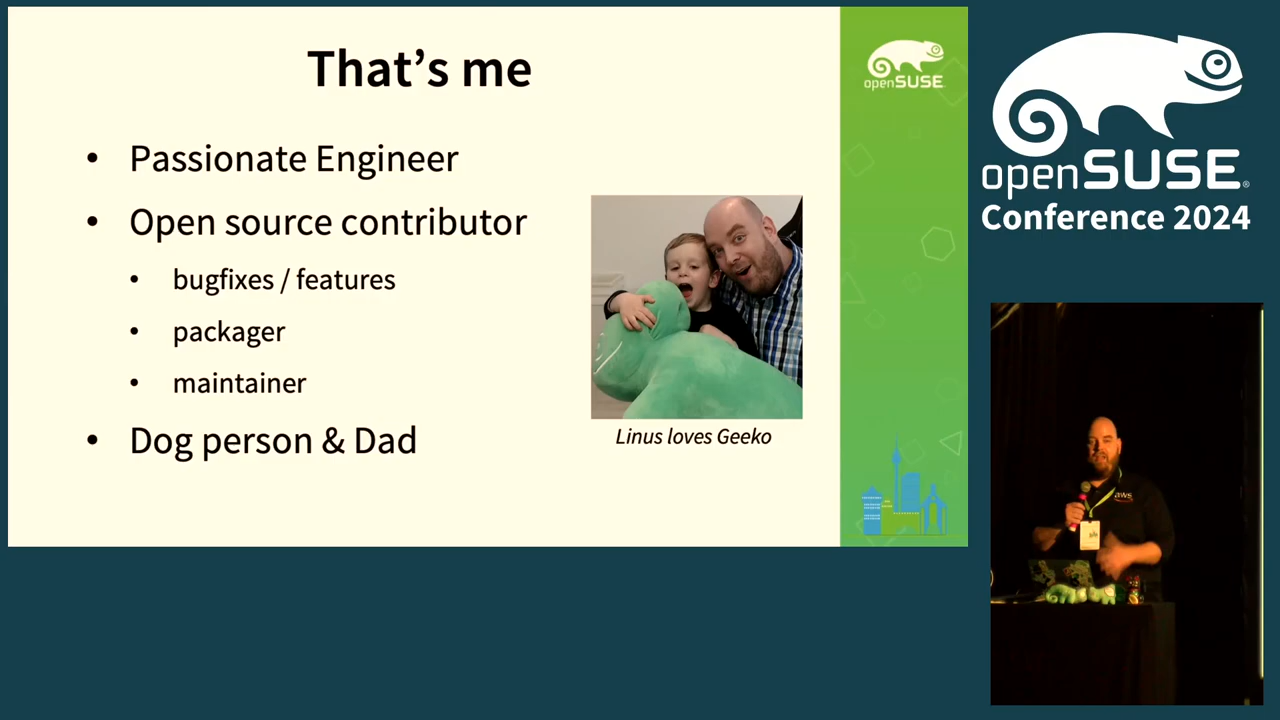 That's me
• Passionate Engineer
• Open source contributor
• bugfixes / features
• packager
• maintainer
• Dog person & Dad
Linus loves Geeko
openSUSE
openSUSE®
Conference 2024
aws